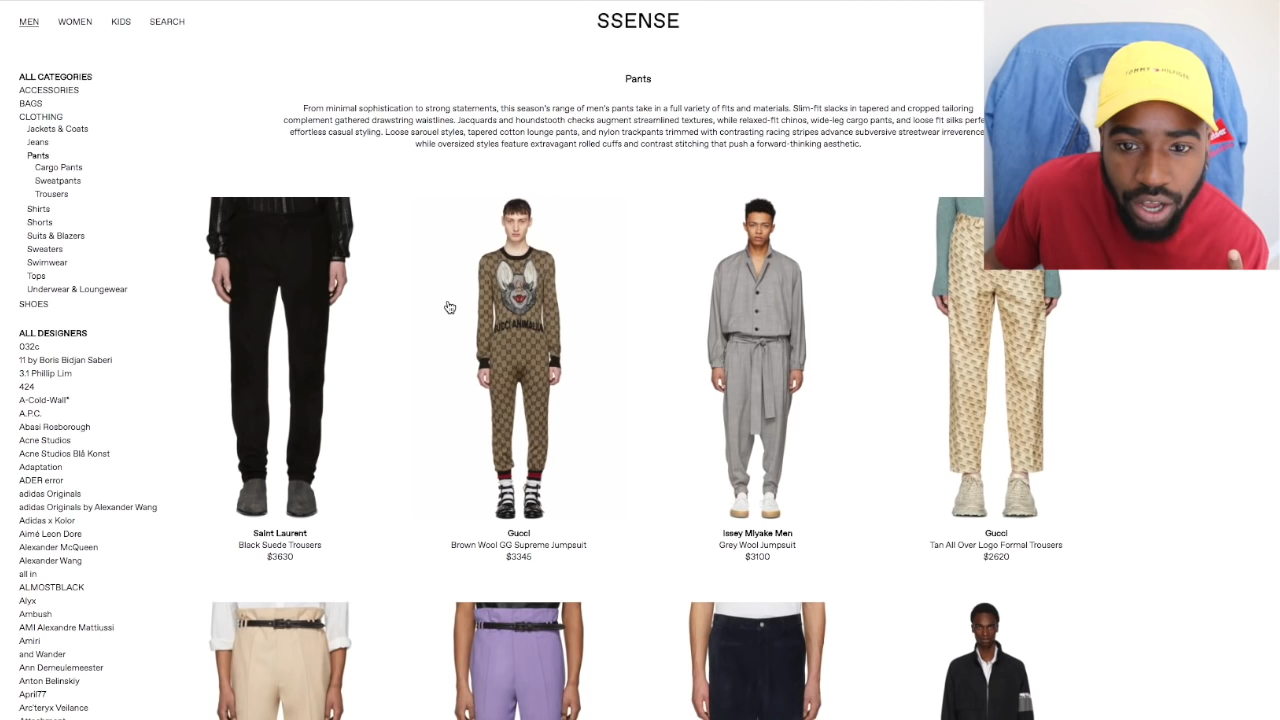 MEN WOMEN KIDS SEARCH
SSENSE
TOMMY HILFIGER
ALL CATEGORIES
ACCESSORIES
BAGS
CLOTHING
Jackets & Coats
Jeans
Pants
Cargo Pants
Sweatpants
Trousers
Shirts
Shorts
Suits & Blazers
Sweaters
Swimwear
Tops
Underwear & Loungewear
SHOES
ALL DESIGNERS
032c
11 by Boris Bidjan Saberi
3.1 Phillip Lim
424
A-Cold-Wall*
A.P.C.
Abasi Rosborough
Acne Studios
Acne Studios Blå Konst
Adaptation
ADER error
adidas Originals
adidas Originals by Alexander Wang
Adidas x Kolor
Aimé Leon Dore
Alexander McQueen
Alexander Wang
all in
ALMOSTBLACK
Alyx
Ambush
AMI Alexandre Mattiussi
Amiri
and Wander
Ann Demeulemeester
Anton Belinskiy
April77
Arc'teryx Veilance
Pants
From minimal sophistication to strong statements, this season's range of men's pants take in a full variety of fits and materials. Slim-fit slacks in tapered and cropped tailoring
complement gathered drawstring waistlines. Jacquards and houndstooth checks augment streamlined textures, while relaxed-fit chinos, wide-leg cargo pants, and loose fit silks perfe
effortless casual styling. Loose sarouel styles, tapered cotton lounge pants, and nylon trackpants trimmed with contrasting racing stripes advance subversive streetwear irreverence
while oversized styles feature extravagant rolled cuffs and contrast stitching that push a forward-thinking aesthetic.
GUCCI ANIMALIA
Saint Laurent
Black Suede Trousers
$3630
Gucci
Brown Wool GG Supreme Jumpsuit
$3345
Issey Miyake Men
Grey Wool Jumpsuit
$3100
Gucci
Tan All Over Logo Formal Trousers
$2620